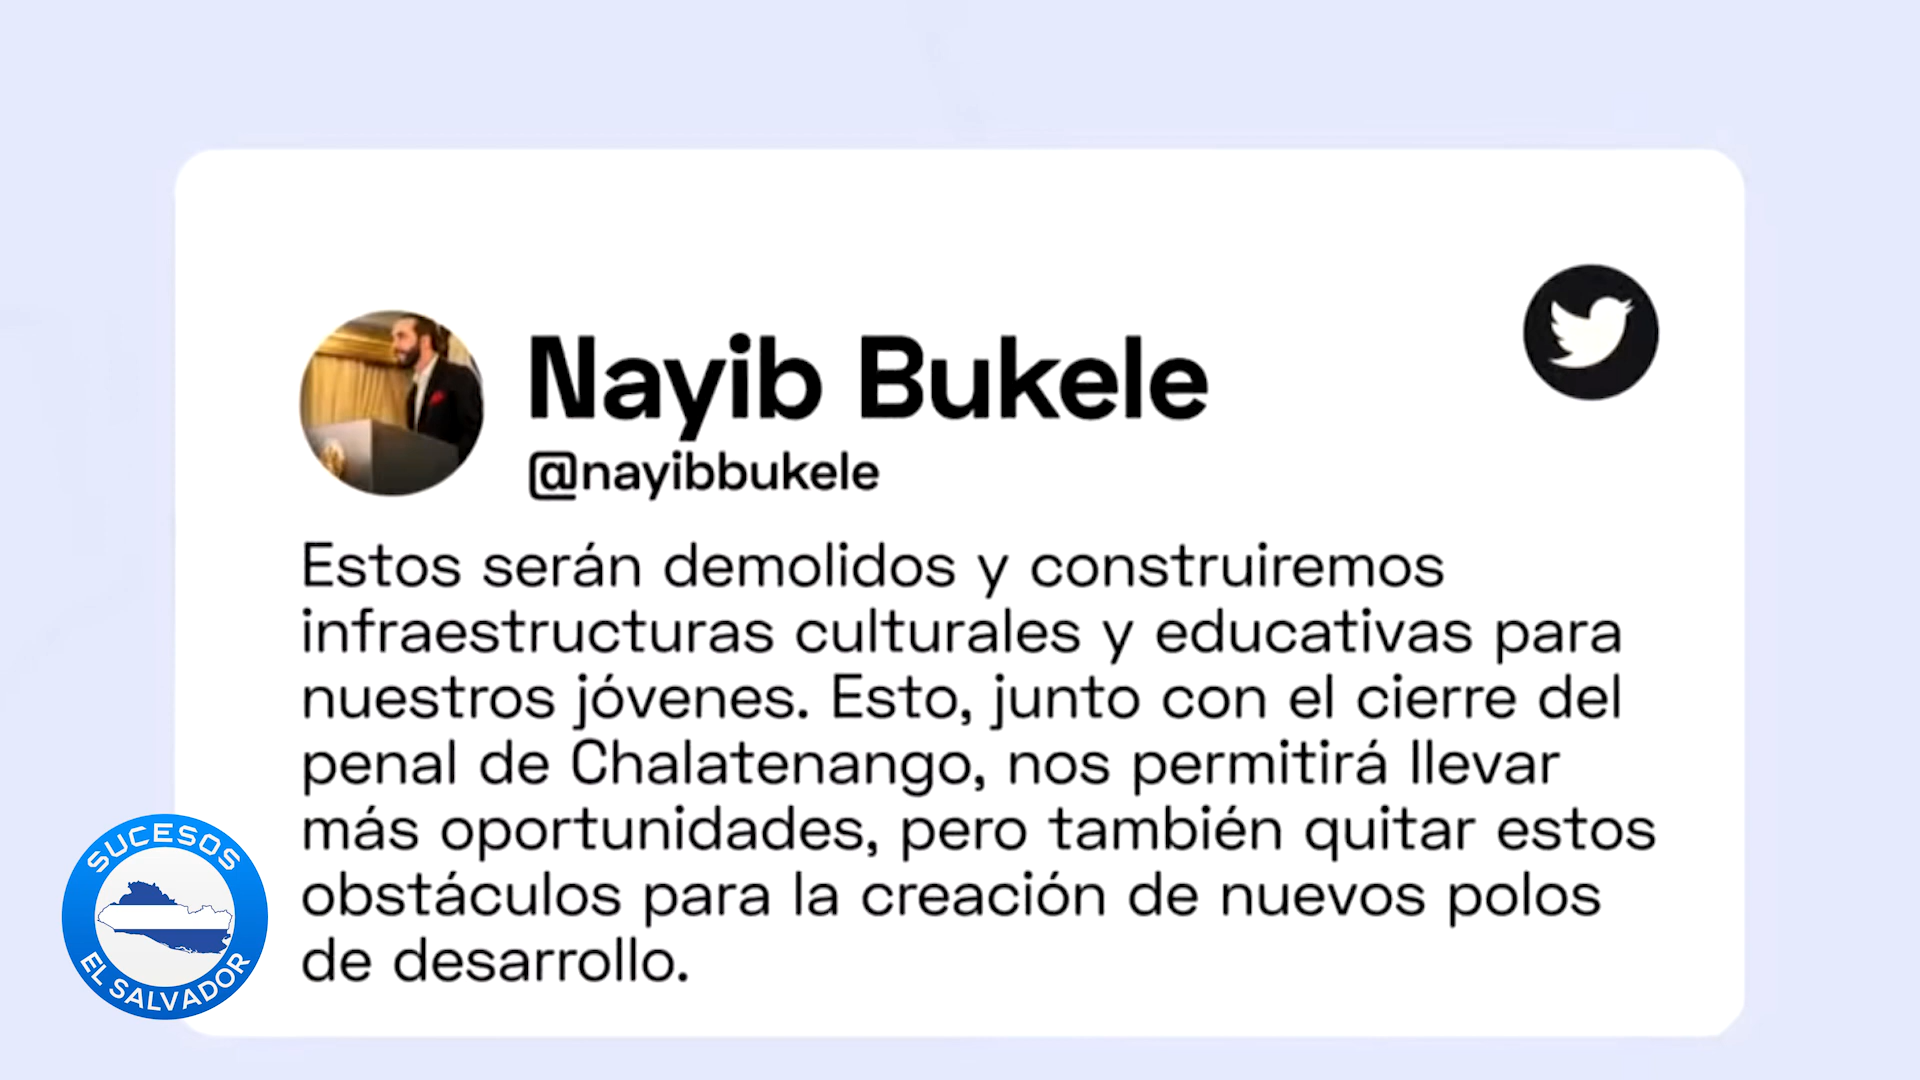 Nayib Bukele
@nayibbukele
Estos serán demolidos y construiremos
infraestructuras culturales y educativas para
nuestros jóvenes. Esto, junto con el cierre del
penal de Chalatenango, nos permitirá llevar
más oportunidades, pero también quitar estos
obstáculos para la creación de nuevos polos
de desarrollo.
SUCESOS
EL SALVADOR